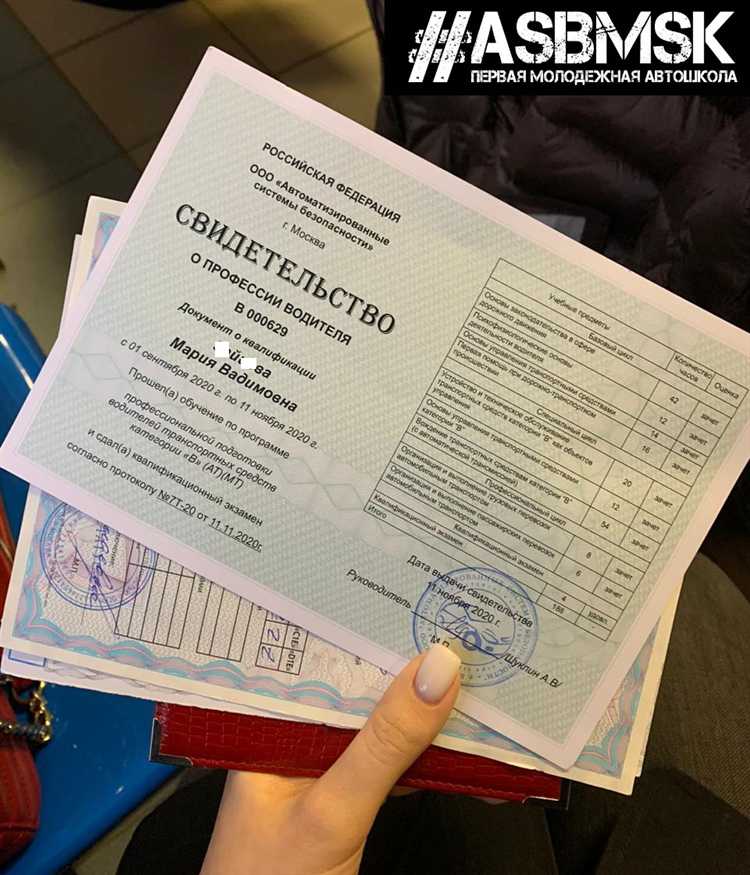 #ASBMSK
ПЕРВАЯ МОЛОДЕЖНАЯ АВТОШКОЛА
РОССИЙСКАЯ ФЕДЕРАЦИЯ
ООО «Автоматизированные
системы безопасности»
г. Москва
СВИДЕТЕЛЬСТВО
О ПРОФЕССИИ ВОДИТЕЛЯ
В 000629
Документ о квалификации
Мария Вадимовна
с 01 сентября 2020 г. по 11 ноября 2020 г.
Прошел(а) обучение по программе
профессиональной подготовки
водителей транспортных средств
категории «В» (АТ)(МТ)
и сдал(а) квалификационный экзамен
согласно протоколу №7Т-20 от 11.11.2020г.
Учебные предметы Количество часов Оценка
Базовый цикл
Основы законодательства в сфере
дорожного движения 42 зачет
Психофизиологические основы
деятельности водителя 12 зачет
Основы управления транспортными средствами 14 зачет
Первая помощь при дорожно-транспортном
происшествии 16 зачет
Специальный цикл
Устройство и техническое обслуживание
транспортных средств категории "В" как объектов
управления 20 зачет
Основы управления транспортными средствами
категории "В" 12 зачет
Вождение транспортных средств категории "В"
(с автоматической трансмиссией) 54 зачет
Профессиональный цикл
Организация и выполнение грузовых перевозок
автомобильным транспортом 8 зачет
Организация и выполнение пассажирских перевозок
автомобильным транспортом 6 зачет
Квалификационный экзамен
Квалификационный экзамен 4
Итого 188 -
Дата выдачи свидетельства
11 ноября 2020 г.
Руководитель /Шуклин А.В/
М.П.